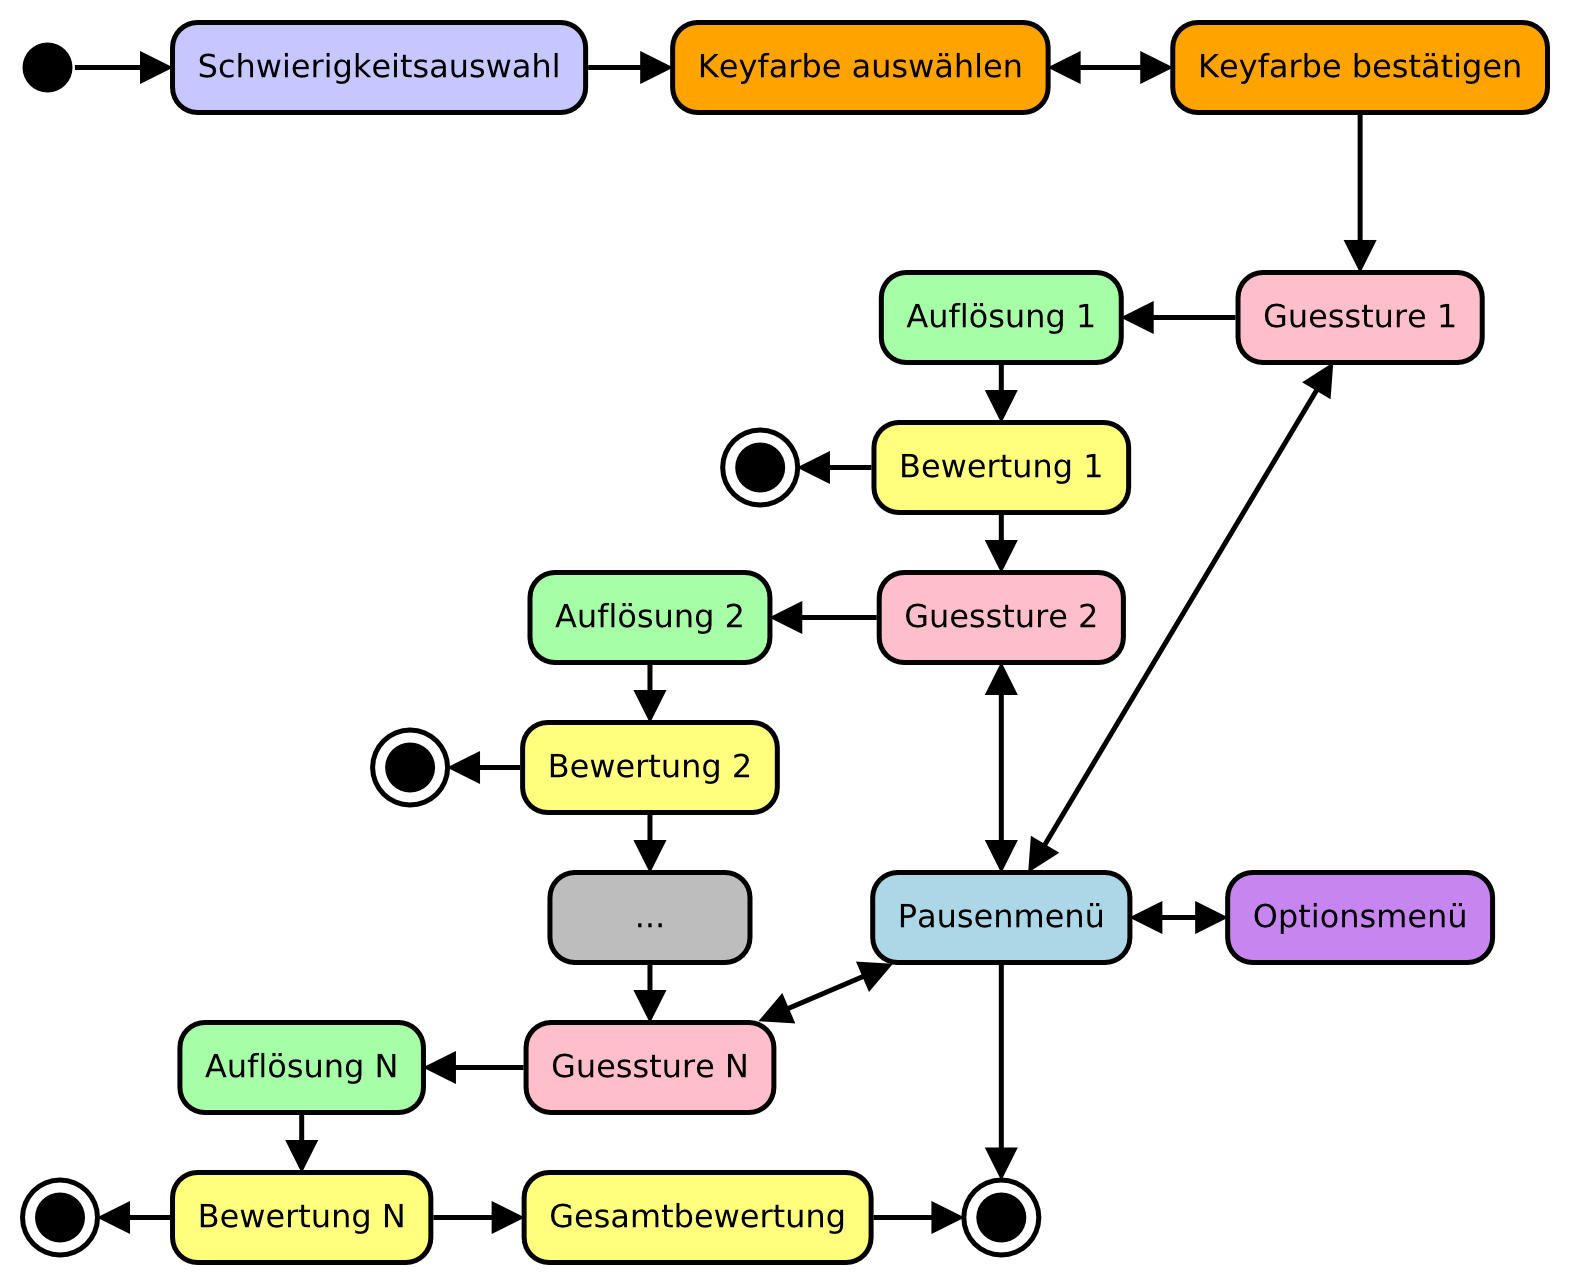 Schwierigkeitsauswahl
Keyfarbe auswählen
Keyfarbe bestätigen
Auflösung 1
Guessture 1
Bewertung 1
Auflösung 2
Guessture 2
Bewertung 2
...
Pausenmenü
Optionsmenü
Auflösung N
Guessture N
Bewertung N
Gesamtbewertung